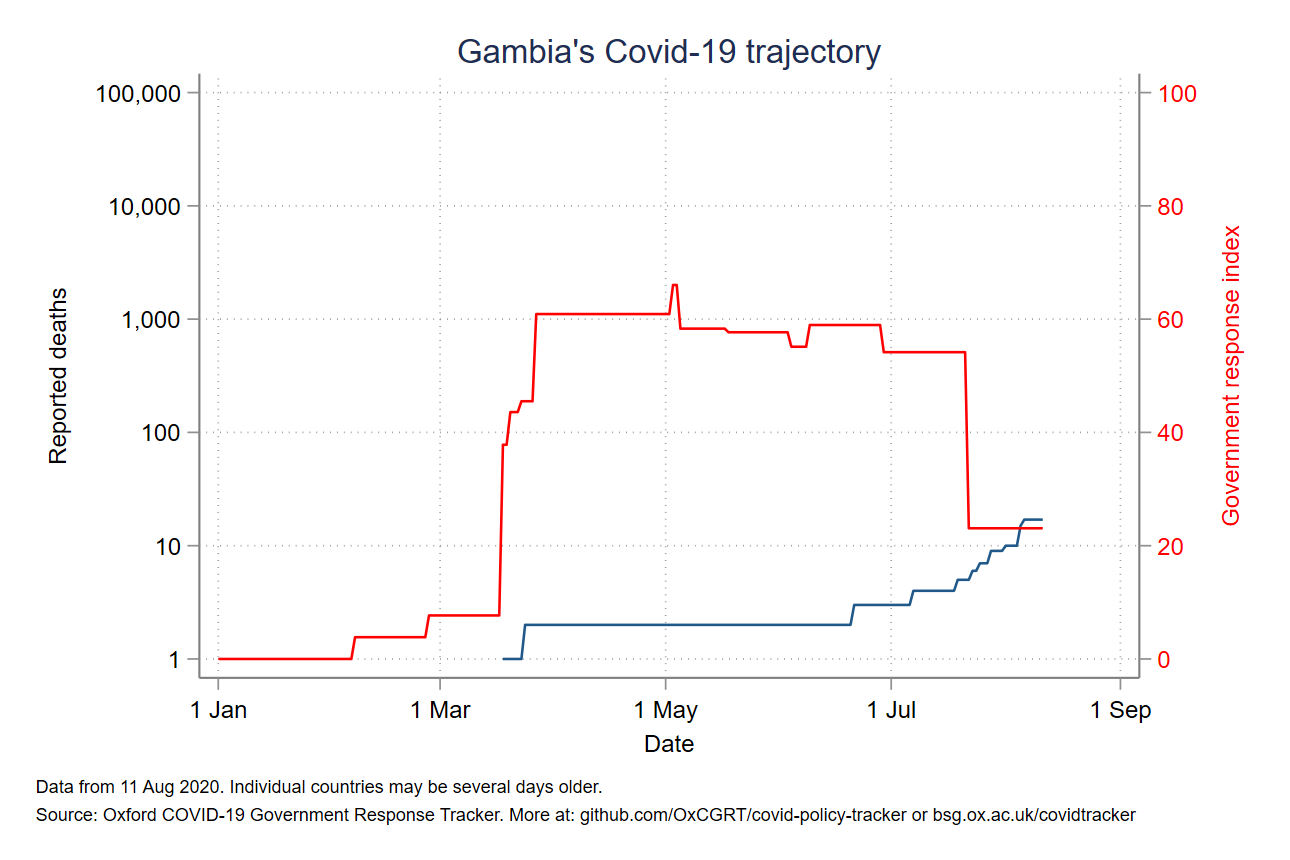 Gambia's Covid-19 trajectory
100,000
10,000
1,000
100
10
1
Reported deaths
100
80
60
40
20
0
Government response index
1 Jan 1 Mar 1 May 1 Jul 1 Sep
Date
Data from 11 Aug 2020. Individual countries may be several days older.
Source: Oxford COVID-19 Government Response Tracker. More at: github.com/OxCGRT/covid-policy-tracker or bsg.ox.ac.uk/covidtracker